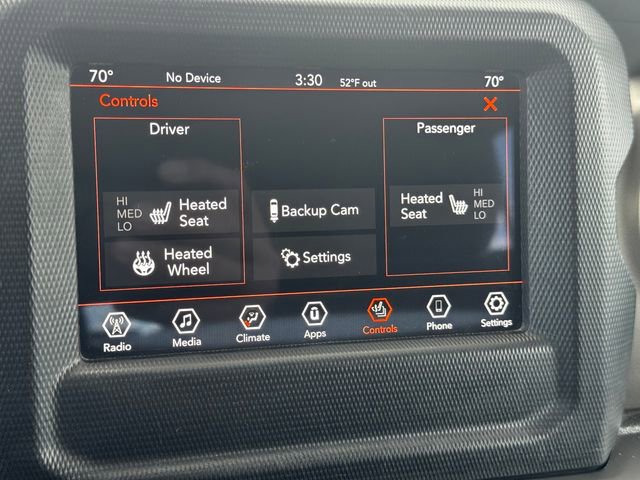 70° No Device 3:30 52°F out 70°
Controls
Driver
HI
MED
LO
Heated
Seat
Heated
Wheel
Backup Cam
Settings
Passenger
Heated
Seat
HI
MED
LO
Radio Media Climate Apps Controls Phone Settings